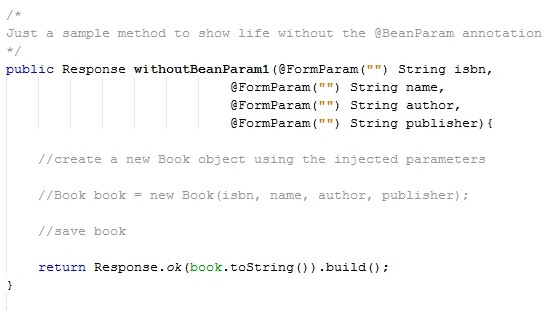 /*
Just a sample method to show life without the @BeanParam annotation
*/
public Response withoutBeanParam1(@FormParam("") String isbn,
@FormParam("") String name,
@FormParam("") String author,
@FormParam("") String publisher){
//create a new Book object using the injected parameters
//Book book = new Book(isbn, name, author, publisher);
//save book
return Response.ok(book.toString()).build();
}